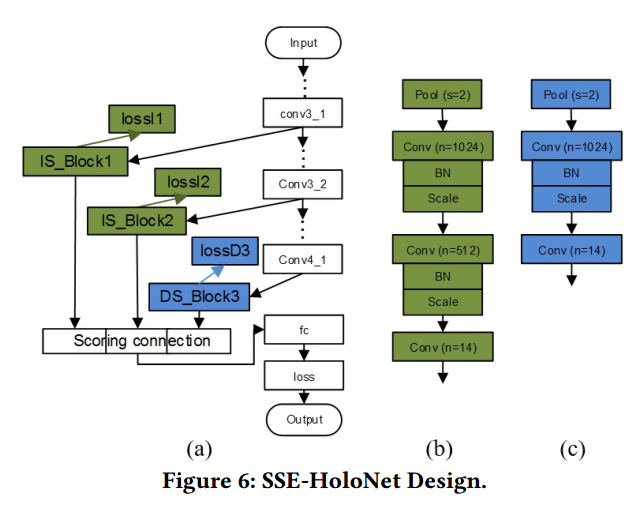 Input
conv3_1
lossI1
IS_Block1
Conv3_2
lossI2
IS_Block2
Conv4_1
lossD3
DS_Block3
Scoring connection
fc
loss
Output
(a)
Pool (s=2)
Conv (n=1024)
BN
Scale
Conv (n=512)
BN
Scale
Conv (n=14)
(b)
Pool (s=2)
Conv (n=1024)
BN
Scale
Conv (n=14)
(c)
Figure 6: SSE-HoloNet Design.